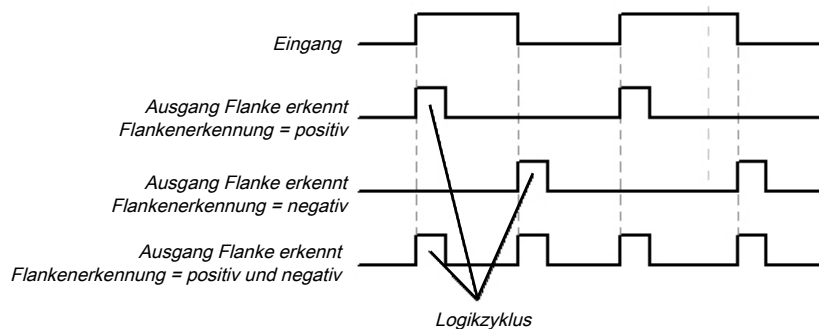 Eingang
Ausgang Flanke erkennt
Flankenerkennung = positiv
Ausgang Flanke erkennt
Flankenerkennung = negativ
Ausgang Flanke erkennt
Flankenerkennung = positiv und negativ
Logikzyklus